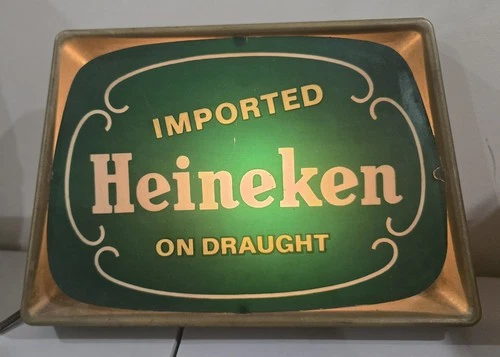 IMPORTED
Heineken
ON DRAUGHT